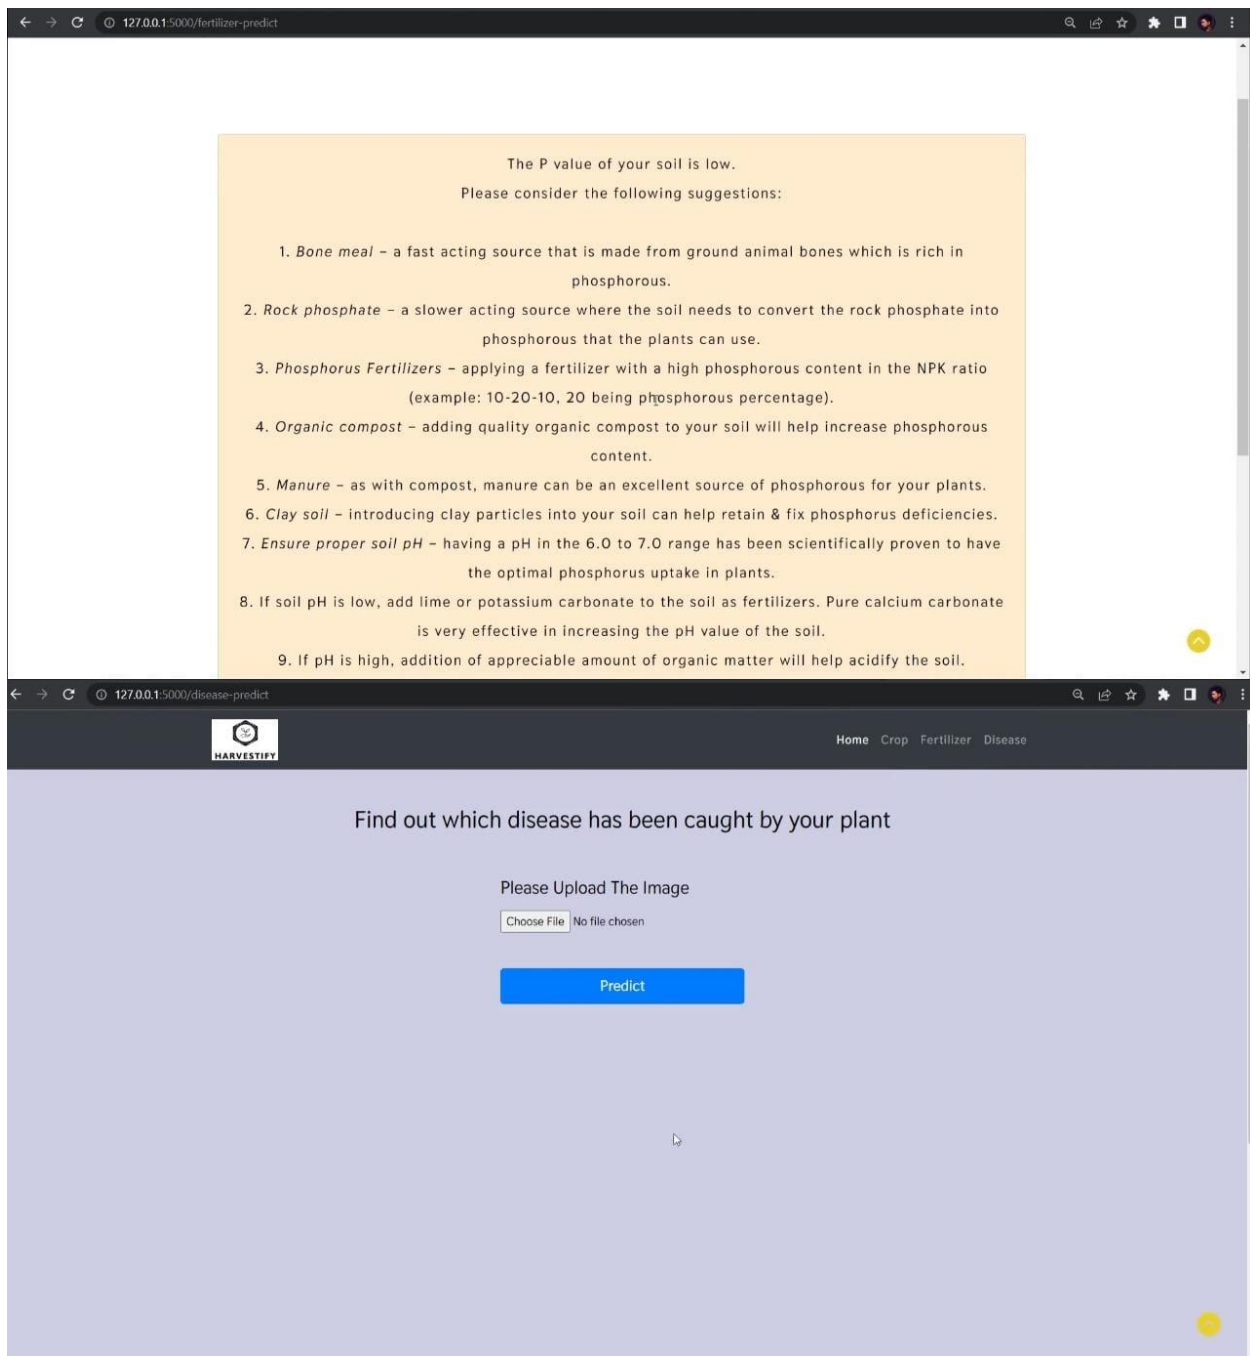 127.0.0.1:5000/fertilizer-predict
The P value of your soil is low.
Please consider the following suggestions:
1. Bone meal – a fast acting source that is made from ground animal bones which is rich in
phosphorous.
2. Rock phosphate – a slower acting source where the soil needs to convert the rock phosphate into
phosphorous that the plants can use.
3. Phosphorus Fertilizers – applying a fertilizer with a high phosphorous content in the NPK ratio
(example: 10-20-10, 20 being phosphorous percentage).
4. Organic compost – adding quality organic compost to your soil will help increase phosphorous
content.
5. Manure – as with compost, manure can be an excellent source of phosphorous for your plants.
6. Clay soil – introducing clay particles into your soil can help retain & fix phosphorus deficiencies.
7. Ensure proper soil pH – having a pH in the 6.0 to 7.0 range has been scientifically proven to have
the optimal phosphorus uptake in plants.
8. If soil pH is low, add lime or potassium carbonate to the soil as fertilizers. Pure calcium carbonate
is very effective in increasing the pH value of the soil.
9. If pH is high, addition of appreciable amount of organic matter will help acidify the soil.
127.0.0.1:5000/disease-predict
HARVESTIFY
Home Crop Fertilizer Disease
Find out which disease has been caught by your plant
Please Upload The Image
Choose File No file chosen
Predict